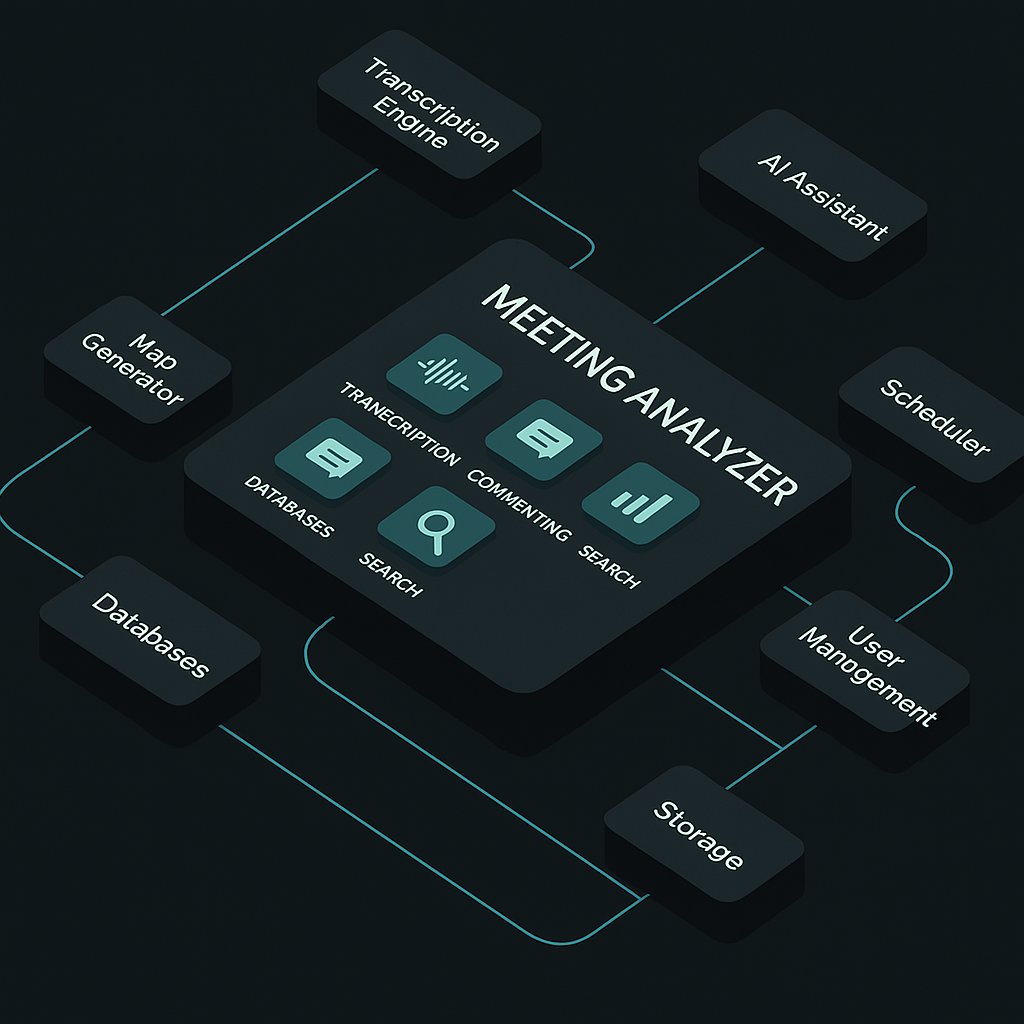 Transcription
Engine
AI Assistant
Map
Generator
MEETING ANALYZER
TRANECRIPTION
COMMENTING
SEARCH
DATABASES
SEARCH
Scheduler
Databases
User
Management
Storage